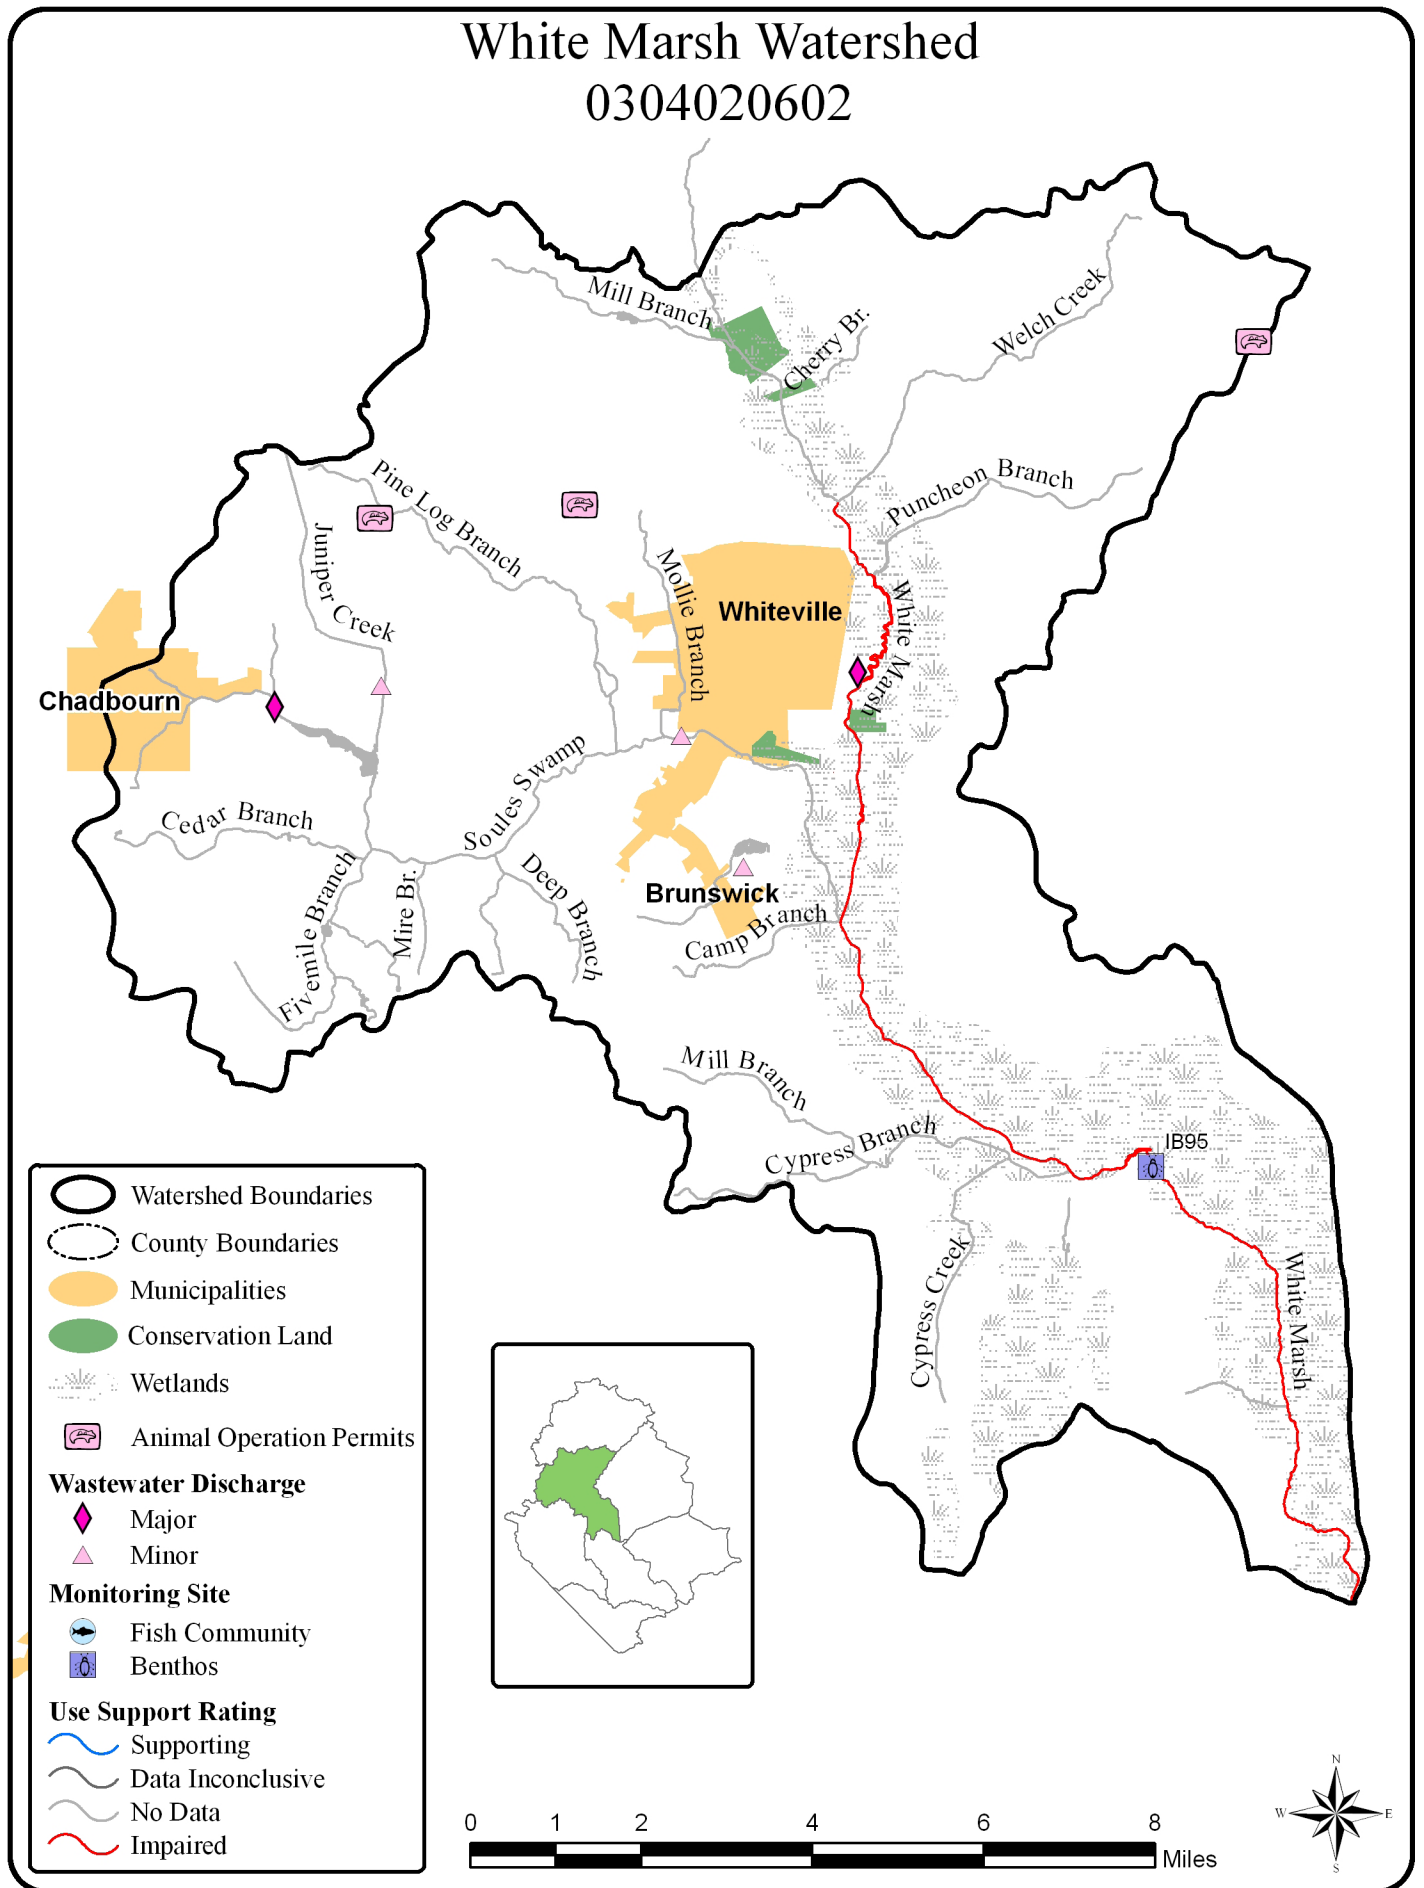 White Marsh Watershed
0304020602
Mill Branch
Cherry Br.
Welch Creek
Pine Log Branch
Puncheon Branch
Juniper Creek
Mollie Branch
Whiteville
White Marsh
Chadbourn
Soules Swamp
Cedar Branch
Fivemile Branch
Mire Br.
Deep Branch
Brunswick
Camp Branch
Mill Branch
Cypress Branch
IB95
Cypress Creek
White Marsh
Watershed Boundaries
County Boundaries
Municipalities
Conservation Land
Wetlands
Animal Operation Permits
Wastewater Discharge
Major
Minor
Monitoring Site
Fish Community
Benthos
Use Support Rating
Supporting
Data Inconclusive
No Data
Impaired
0 1 2 4 6 8
Miles
N
W E
S